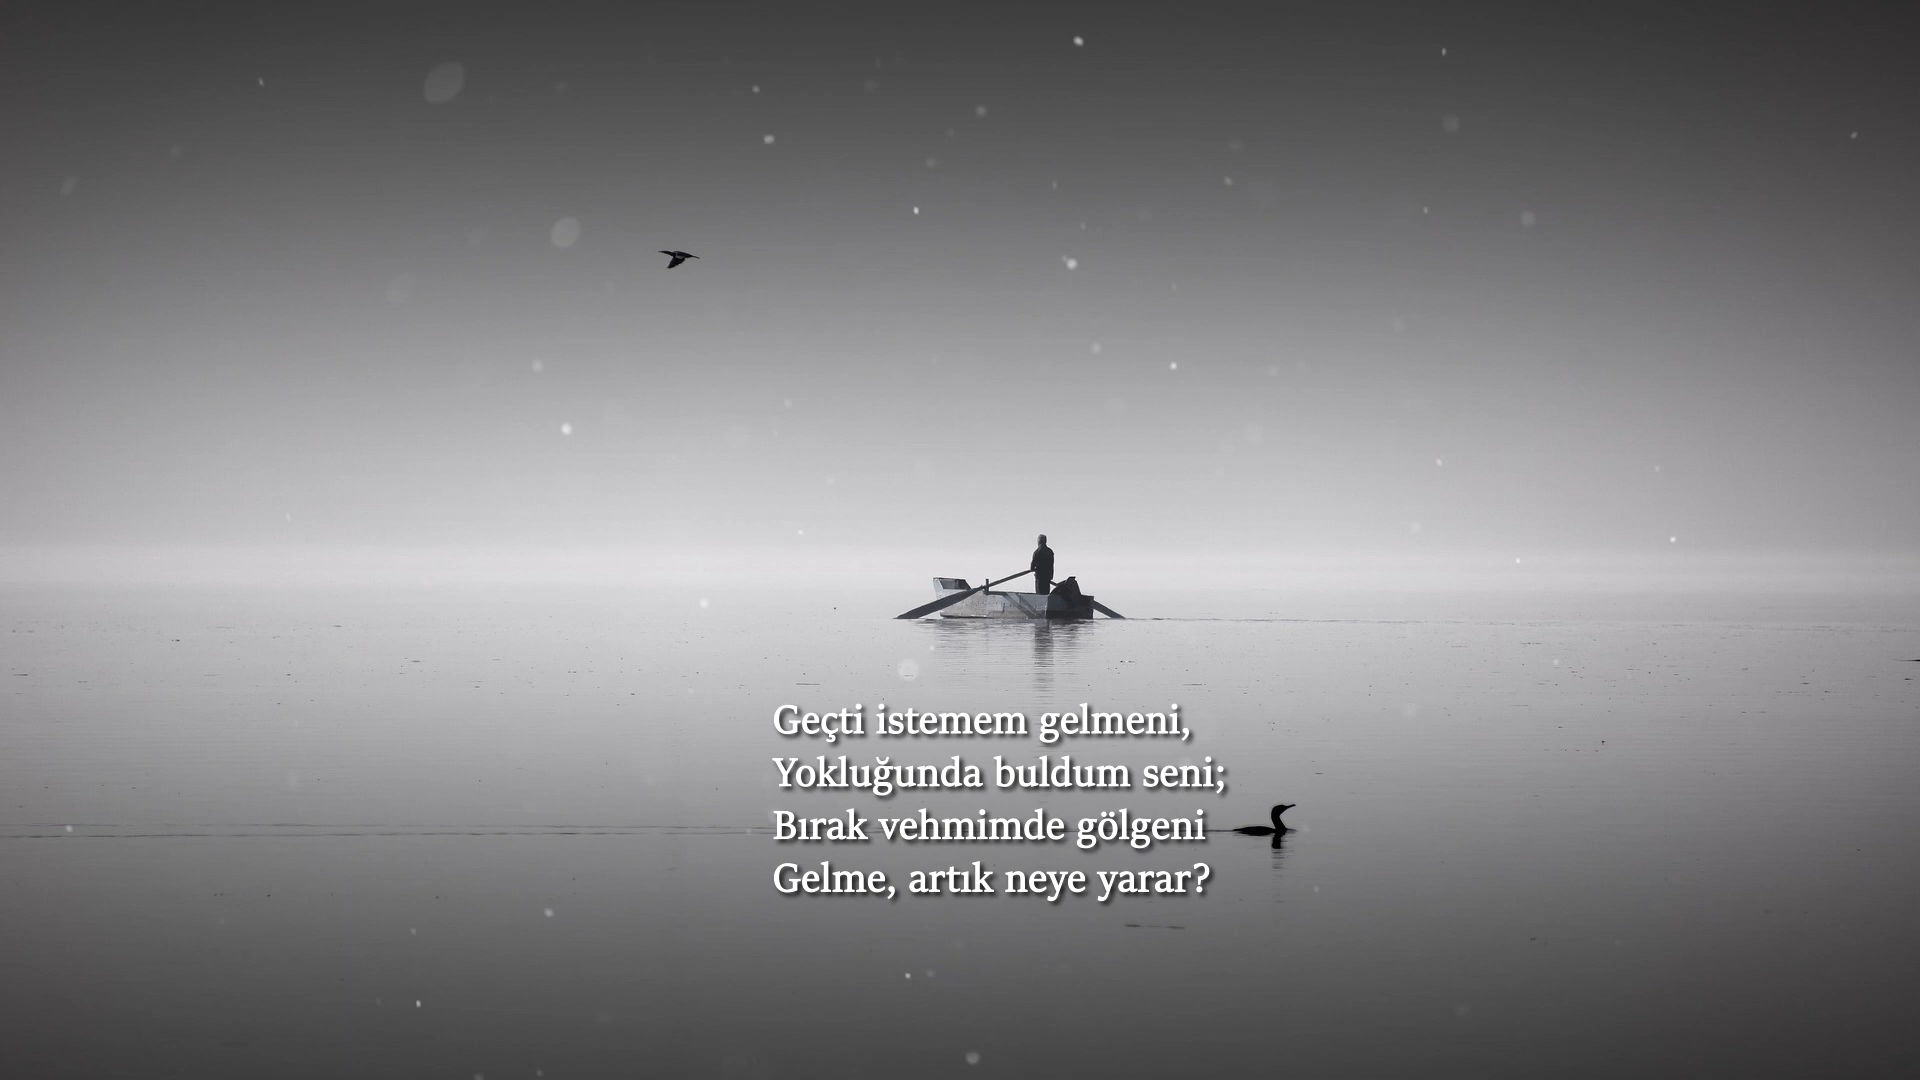 Geçti istemem gelmeni,
Yokluğunda buldum seni;
Bırak vehmimde gölgeni
Gelme, artık neye yarar?